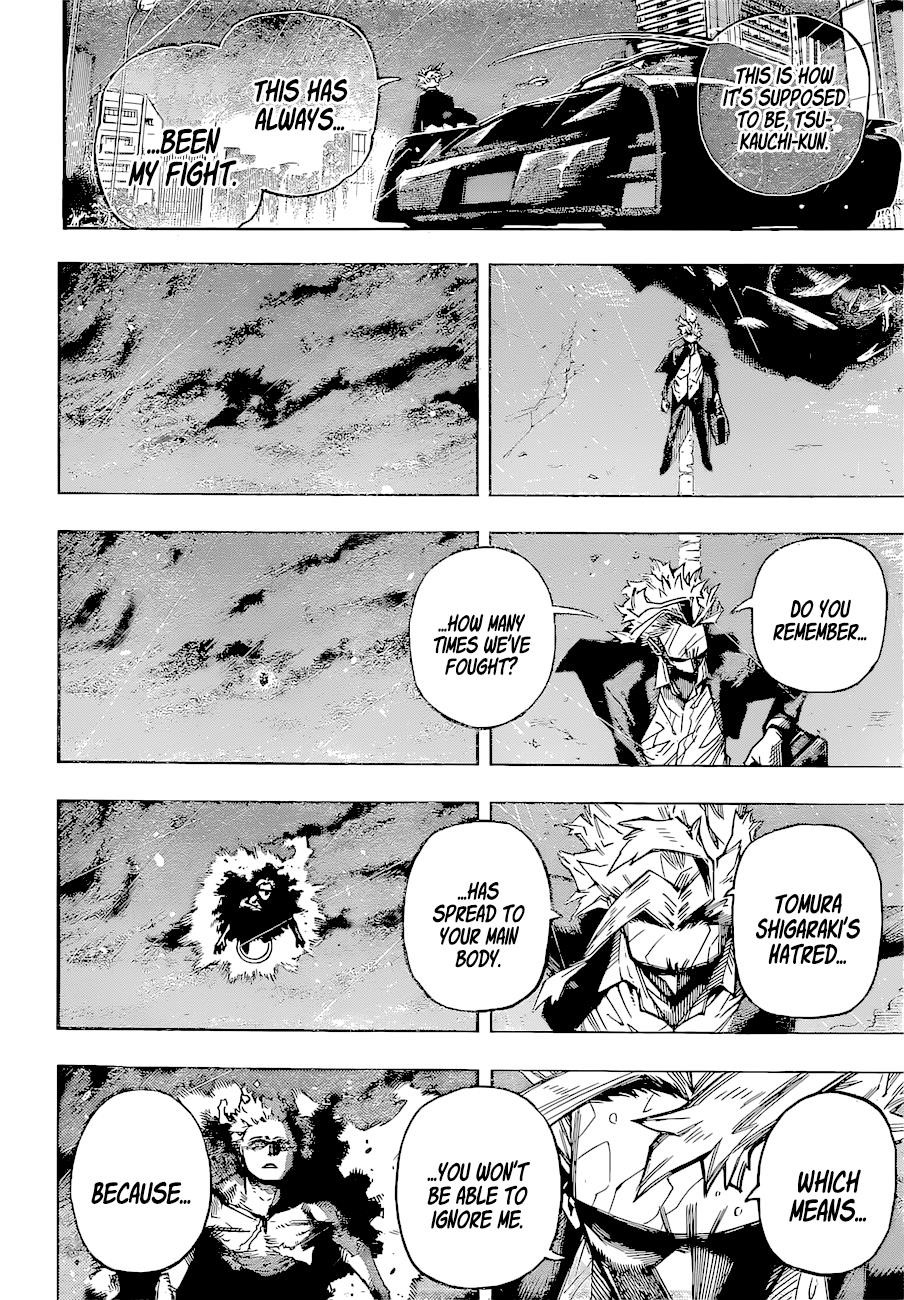 THIS IS HOW
IT'S SUPPOSED
TO BE, TSU-
KAUCHI-KUN.
THIS HAS
ALWAYS...
...BEEN
MY FIGHT.
DO YOU
REMEMBER...
...HOW MANY
TIMES WE'VE
FOUGHT?
TOMURA
SHIGARAKI'S
HATRED...
...HAS
SPREAD TO
YOUR MAIN
BODY.
WHICH
MEANS...
...YOU WON'T
BE ABLE TO
IGNORE ME.
BECAUSE...